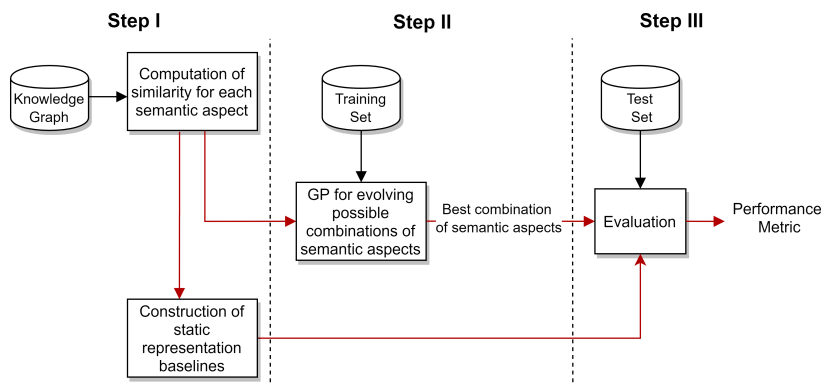 Step I
Step II
Step III
Knowledge
Graph
Computation of
similarity for each
semantic aspect
Training
Set
Test
Set
GP for evolving
possible
combinations of
semantic aspects
Best combination
of semantic aspects
Evaluation
Performance
Metric
Construction of
static
representation
baselines